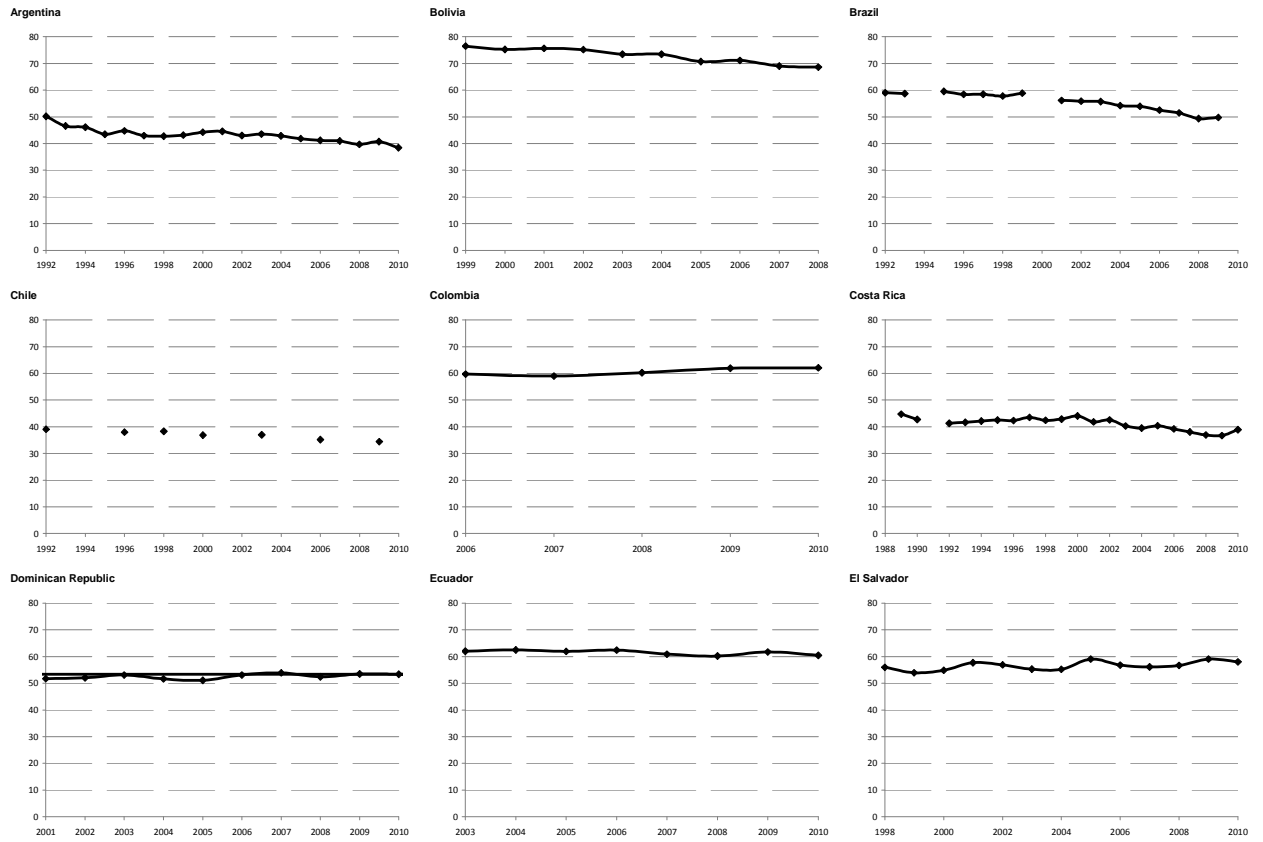 Argentina Bolivia Brazil
80 80 80
70 70 70
60 60 60
50 50 50
40 40 40
30 30 30
20 20 20
10 10 10
0 0 0
1992 1994 1996 1998 2000 2002 2004 2006 2008 2010 1999 2000 2001 2002 2003 2004 2005 2006 2007 2008 1992 1994 1996 1998 2000 2002 2004 2006 2008 2010
Chile Colombia Costa Rica
80 80 80
70 70 70
60 60 60
50 50 50
40 40 40
30 30 30
20 20 20
10 10 10
0 0 0
1992 1994 1996 1998 2000 2002 2004 2006 2008 2010 2006 2007 2008 2009 2010 1988 1990 1992 1994 1996 1998 2000 2002 2004 2006 2008 2010
Dominican Republic Ecuador El Salvador
80 80 80
70 70 70
60 60 60
50 50 50
40 40 40
30 30 30
20 20 20
10 10 10
0 0 0
2001 2002 2003 2004 2005 2006 2007 2008 2009 2010 2003 2004 2005 2006 2007 2008 2009 2010 1998 2000 2002 2004 2006 2008 2010